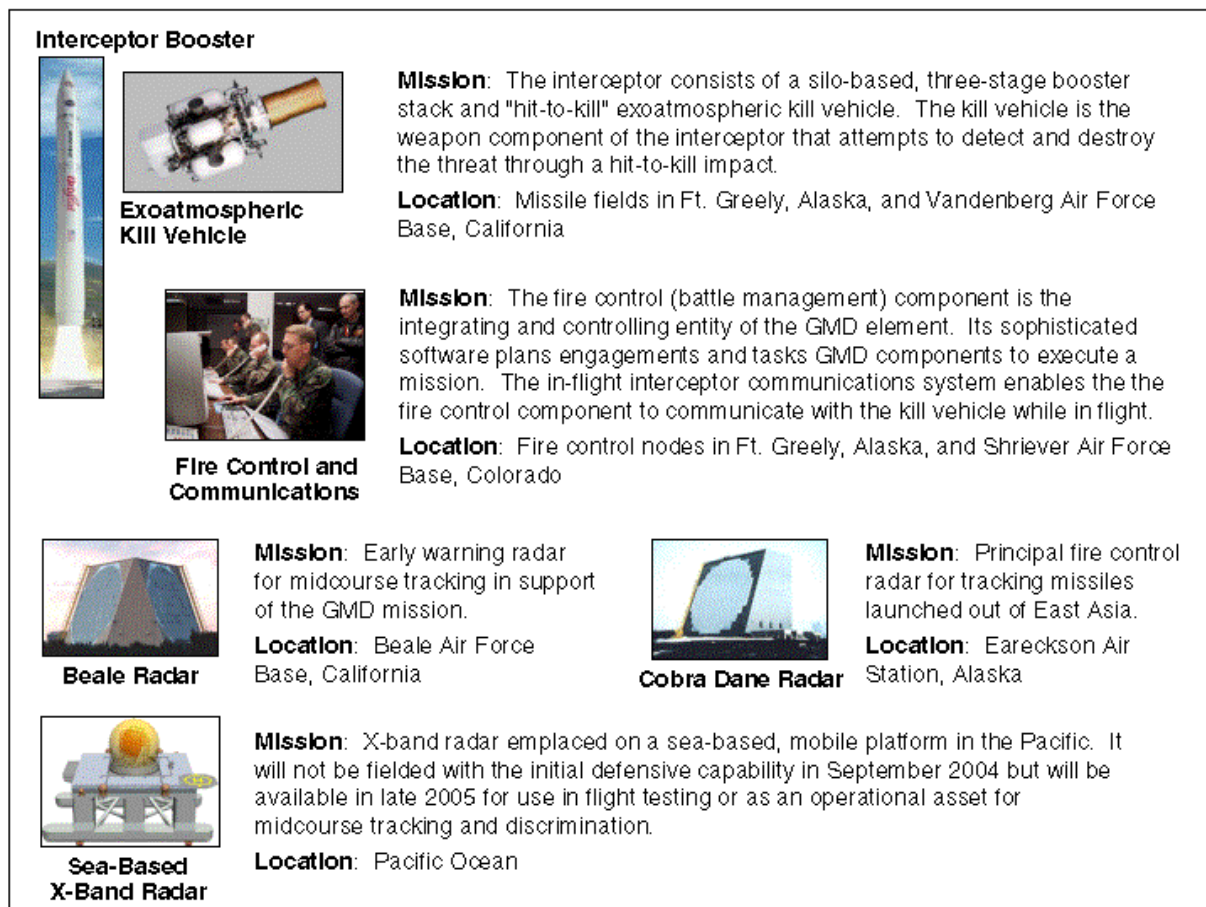 Interceptor Booster
Mission: The interceptor consists of a silo-based, three-stage booster
stack and "hit-to-kill" exoatmospheric kill vehicle. The kill vehicle is the
weapon component of the interceptor that attempts to detect and destroy
the threat through a hit-to-kill impact.
Location: Missile fields in Ft. Greely, Alaska, and Vandenberg Air Force
Base, California
Exoatmospheric
Kill Vehicle
Mission: The fire control (battle management) component is the
integrating and controlling entity of the GMD element. Its sophisticated
software plans engagements and tasks GMD components to execute a
mission. The in-flight interceptor communications system enables the the
fire control component to communicate with the kill vehicle while in flight.
Location: Fire control nodes in Ft. Greely, Alaska, and Shriever Air Force
Base, Colorado
Fire Control and
Communications
Mission: Early warning radar
for midcourse tracking in support
of the GMD mission.
Location: Beale Air Force
Base, California
Beale Radar
Mission: Principal fire control
radar for tracking missiles
launched out of East Asia.
Location: Eareckson Air
Station, Alaska
Cobra Dane Radar
Mission: X-band radar emplaced on a sea-based, mobile platform in the Pacific. It
will not be fielded with the initial defensive capability in September 2004 but will be
available in late 2005 for use in flight testing or as an operational asset for
midcourse tracking and discrimination.
Location: Pacific Ocean
Sea-Based
X-Band Radar